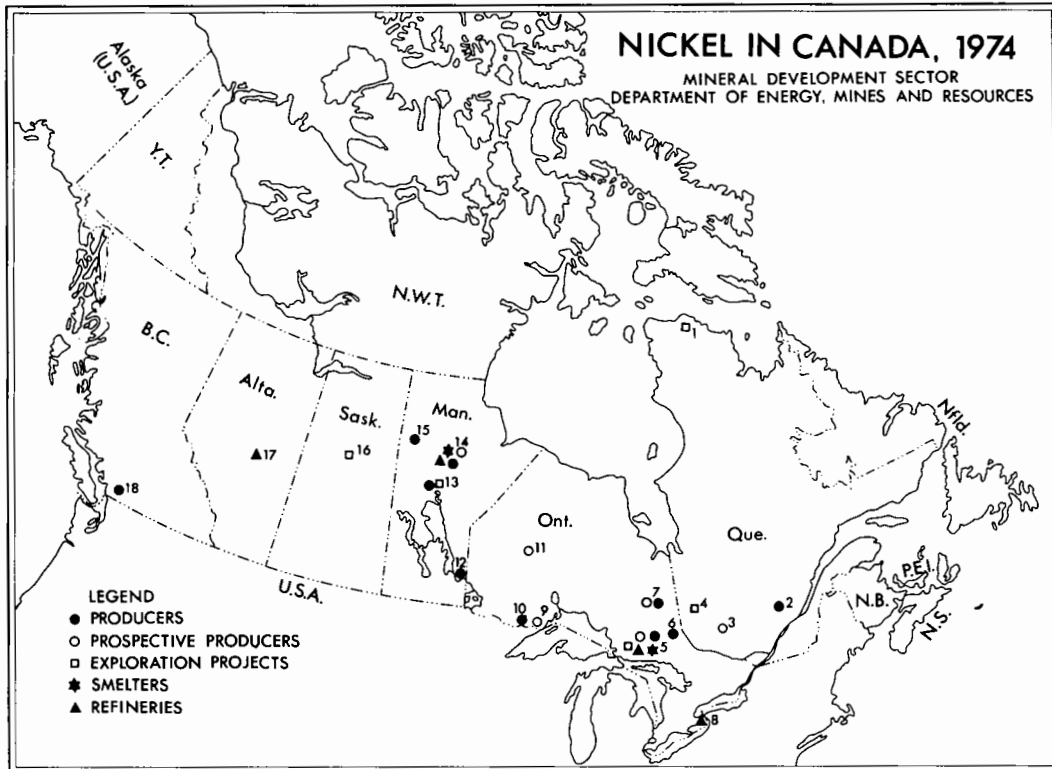 NICKEL IN CANADA, 1974
MINERAL DEVELOPMENT SECTOR
DEPARTMENT OF ENERGY, MINES AND RESOURCES
Alaska
(U.S.A.)
Y.T.
N.W.T.
B.C.
Alta.
Sask.
Man.
Ont.
Que.
Nfld.
P.E.I.
N.B.
N.S.
U.S.A.
1
15
14
17
16
13
18
11
12
7
4
2
10
9
6
3
5
8
LEGEND
PRODUCERS
PROSPECTIVE PRODUCERS
EXPLORATION PROJECTS
SMELTERS
REFINERIES